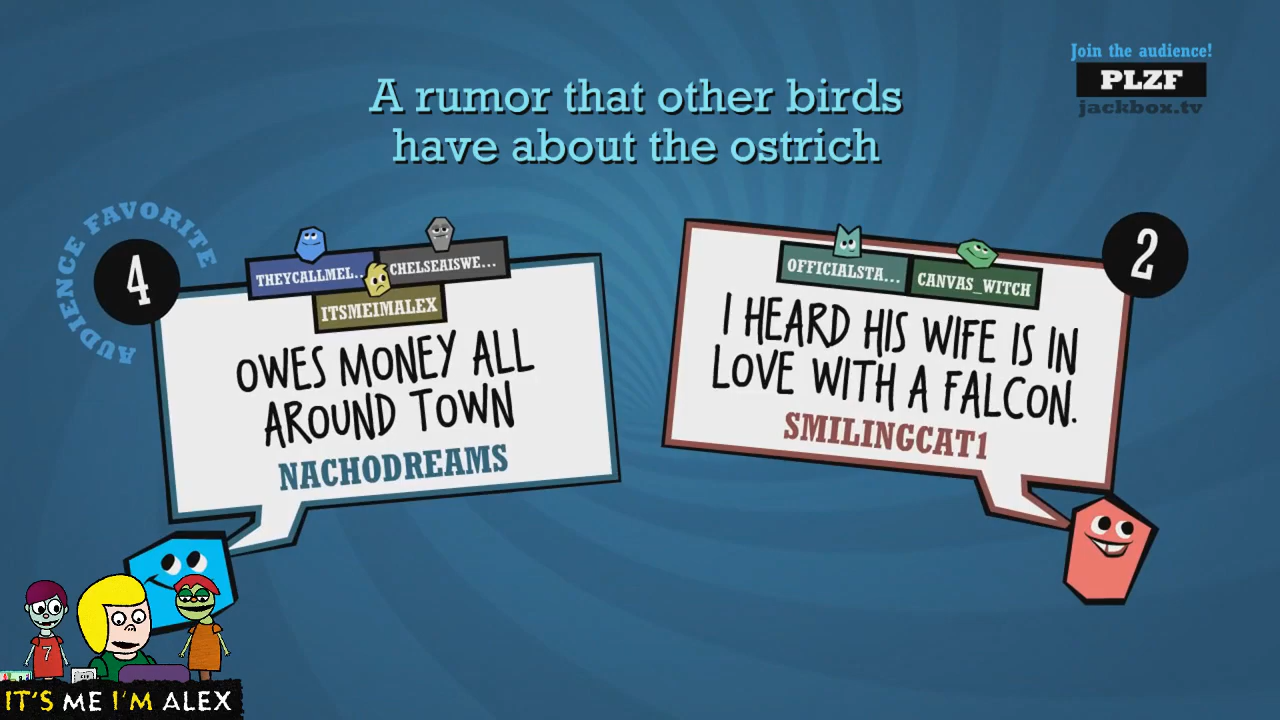 Join the audience!
PLZF
jackbox.tv
A rumor that other birds
have about the ostrich
AUDIENCE FAVORITE
4
THEYCALLMEL...
CHELSEAISWE...
ITSMEIMALEX
OWES MONEY ALL
AROUND TOWN
NACHODREAMS
2
OFFICIALSTA...
CANVAS_WITCH
I HEARD HIS WIFE IS IN
LOVE WITH A FALCON.
SMILINGCAT1
7
IT'S ME I'M ALEX